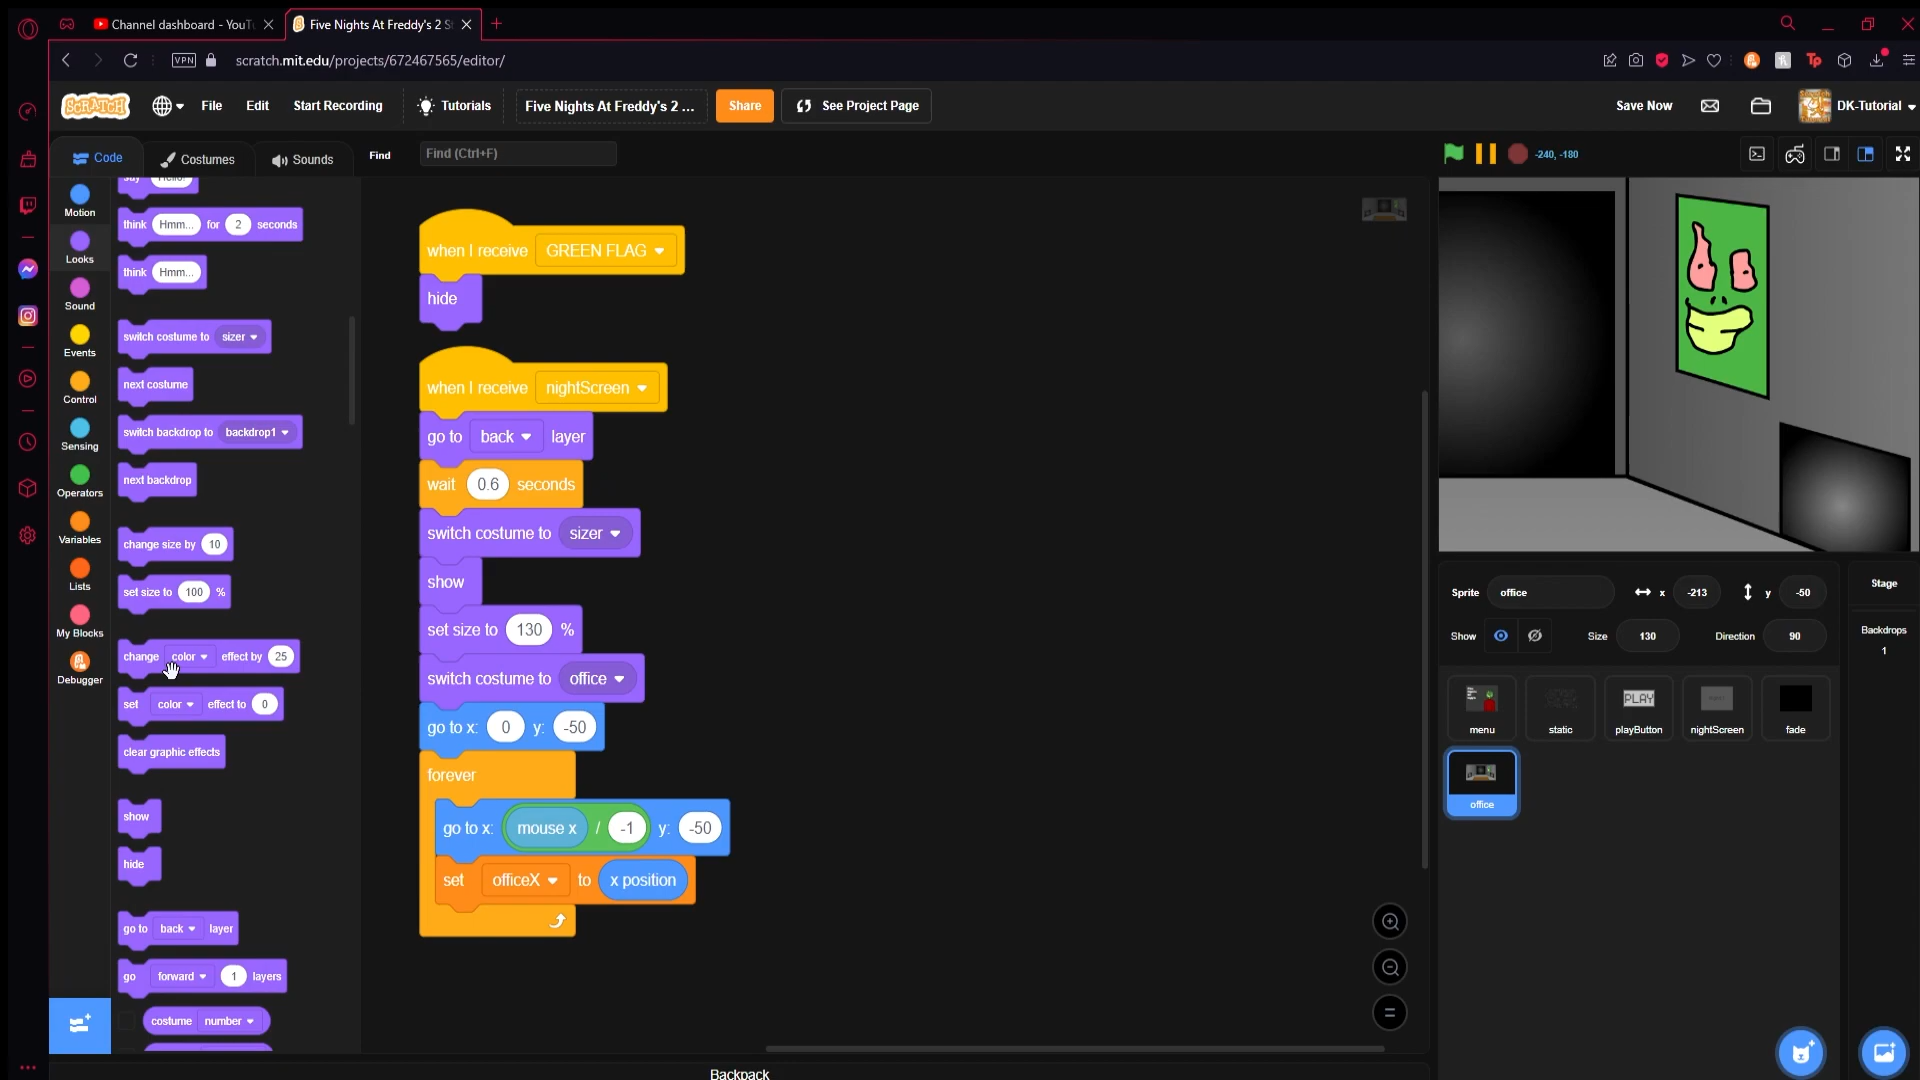 Channel dashboard - YouT
Five Nights At Freddy's 2 S
VPN
scratch.mit.edu/projects/672467565/editor/
SCRATCH
File
Edit
Start Recording
Tutorials
Five Nights At Freddy's 2 ...
Share
See Project Page
Save Now
DK-Tutorial
Code
Costumes
Sounds
Find
Find (Ctrl+F)
-240, -180
Motion
Looks
Sound
Events
Control
Sensing
Operators
Variables
Lists
My Blocks
Debugger
say Hello!
think Hmm... for 2 seconds
think Hmm...
switch costume to sizer
next costume
switch backdrop to backdrop1
next backdrop
change size by 10
set size to 100 %
change color effect by 25
set color effect to 0
clear graphic effects
show
hide
go to back layer
go forward 1 layers
costume number
when I receive GREEN FLAG
hide
when I receive nightScreen
go to back layer
wait 0.6 seconds
switch costume to sizer
show
set size to 130 %
switch costume to office
go to x: 0 y: -50
forever
go to x: mouse x / -1 y: -50
set officeX to x position
Backpack
Sprite office x -213 y -50
Show Size 130 Direction 90
Stage
Backdrops
1
menu
static
PLAY
playButton
nightScreen
fade
office
Tp